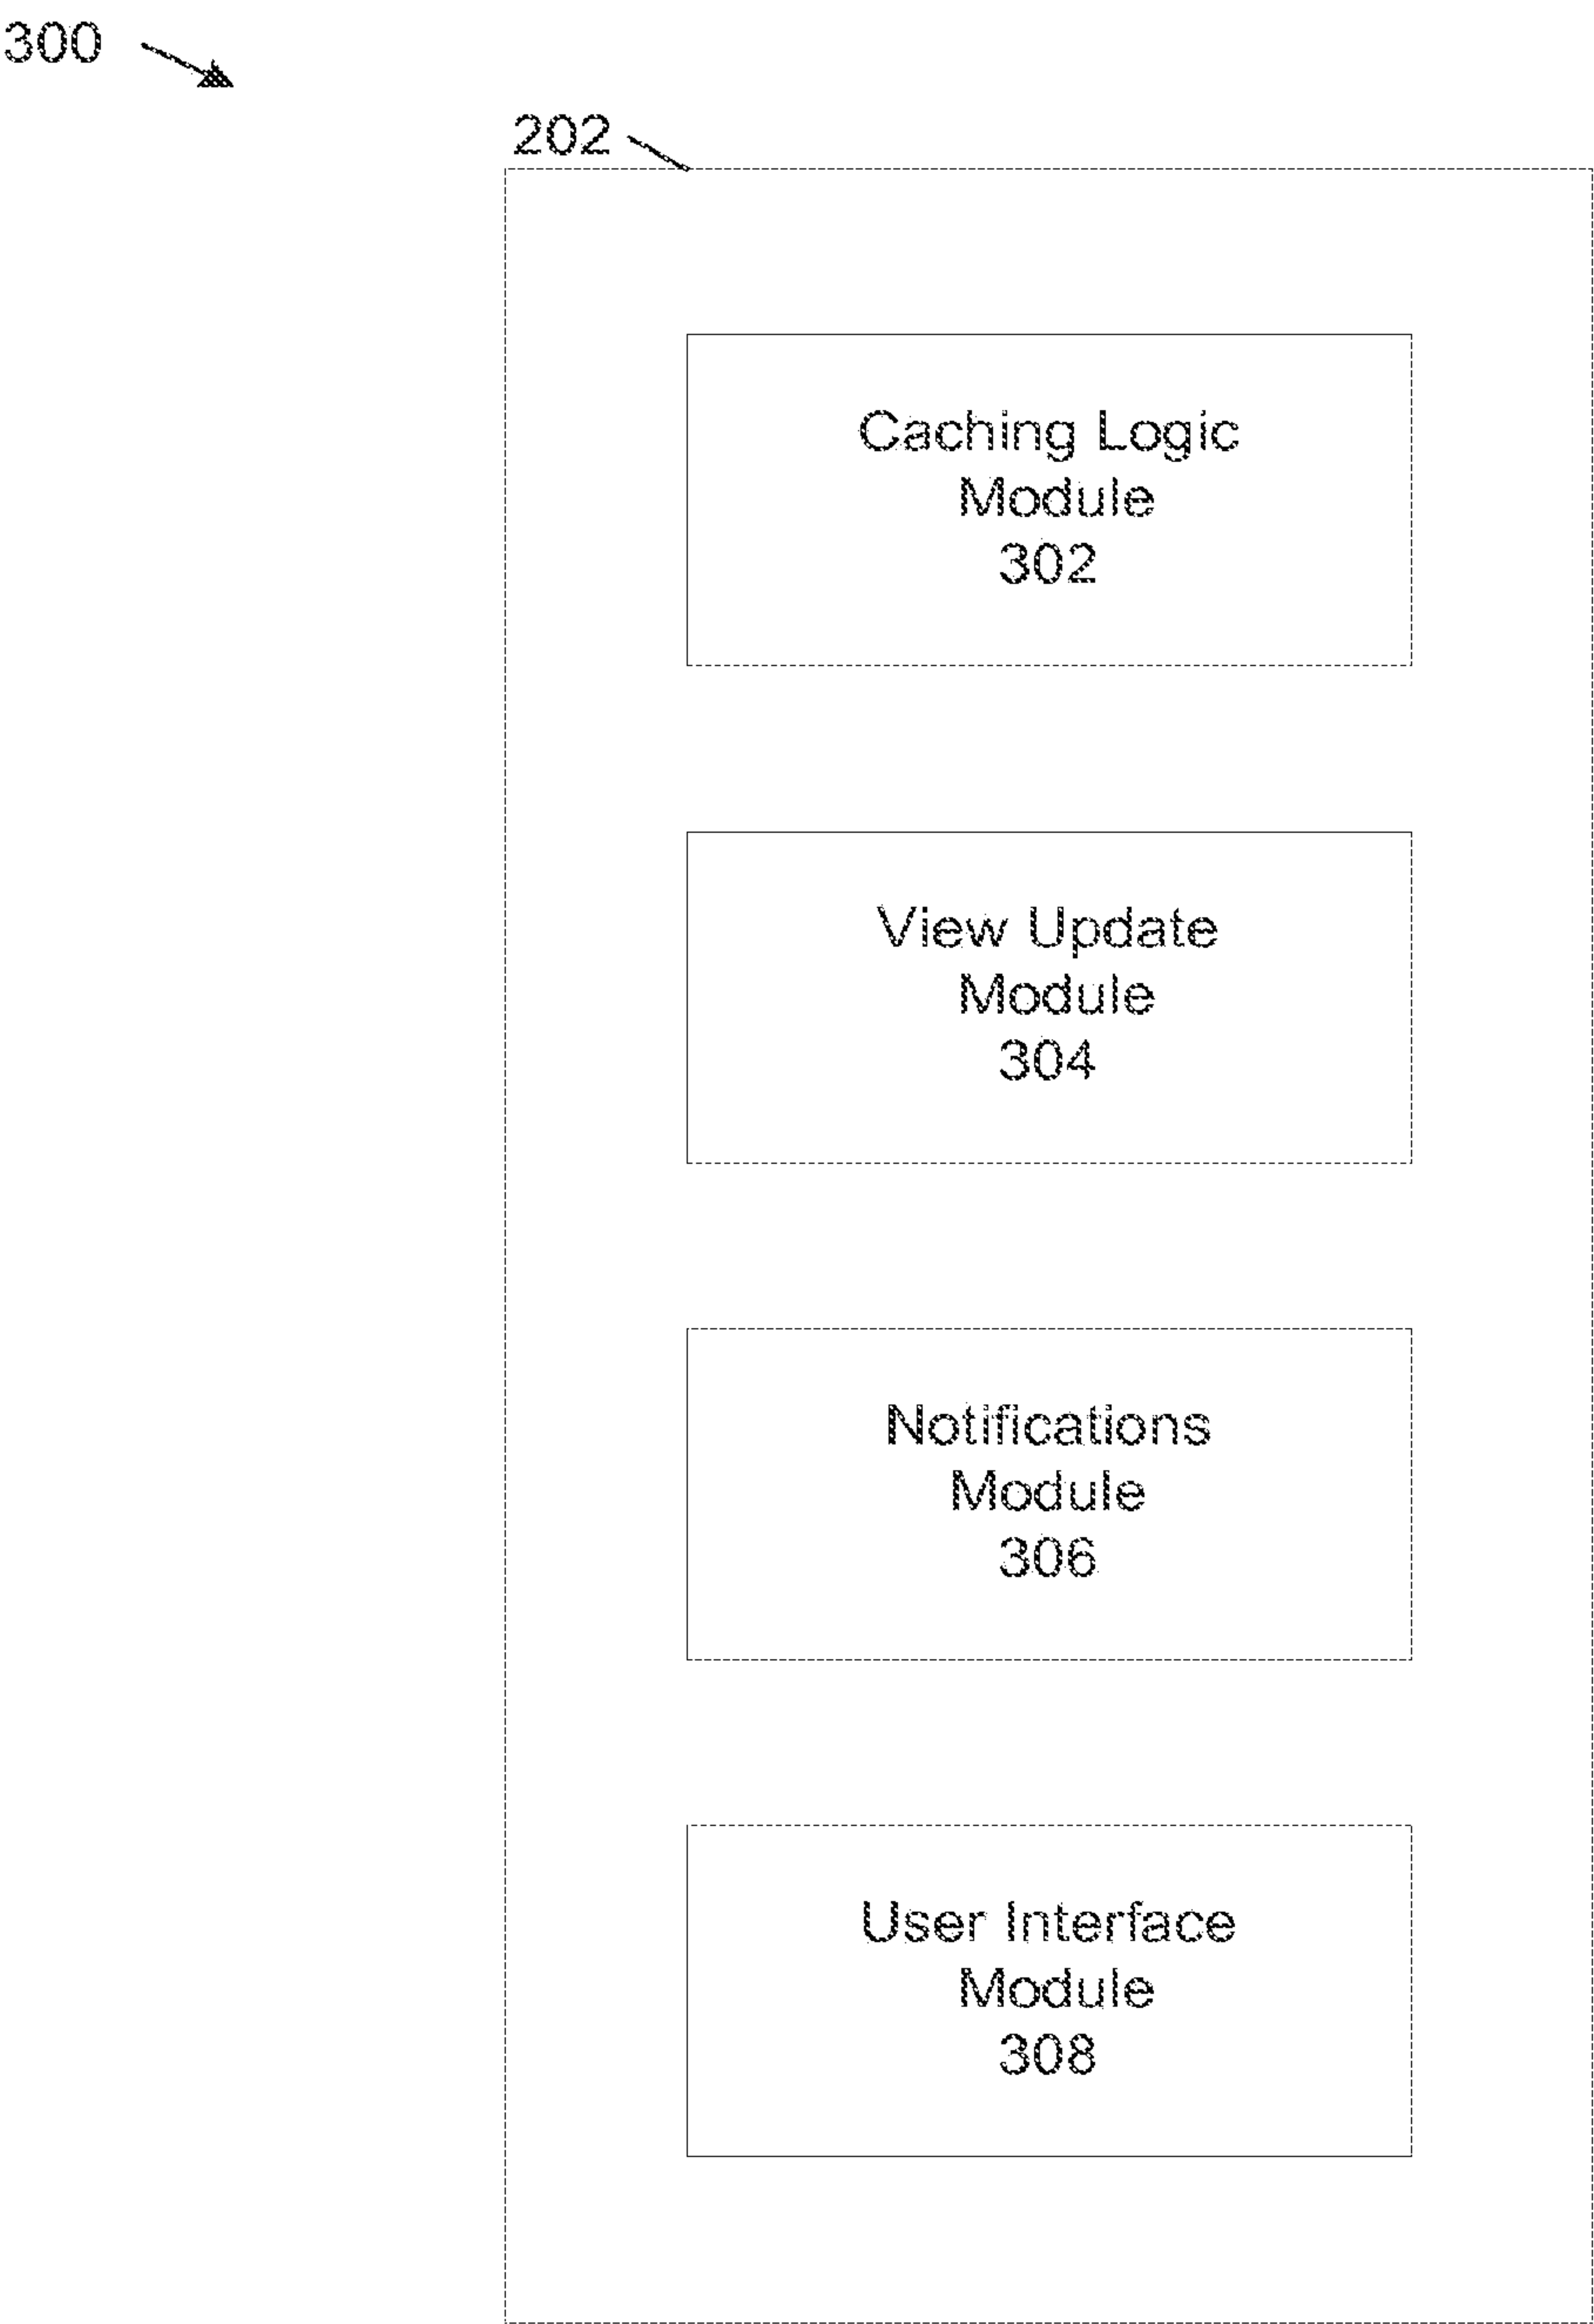 300
202
Caching Logic
Module
302
View Update
Module
304
Notifications
Module
306
User Interface
Module
308